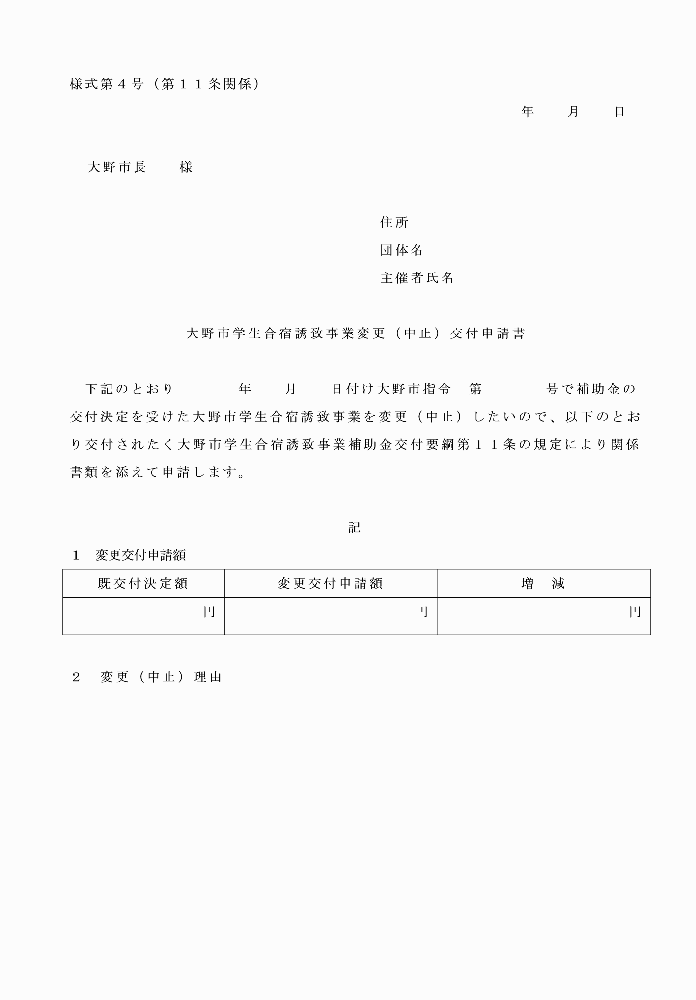 様式第４号（第１１条関係）
年　　月　　日
大野市長　　様
住所
団体名
主催者氏名
大野市学生合宿誘致事業変更（中止）交付申請書
下記のとおり　　　　年　　月　　日付け大野市指令　第　　　　号で補助金の
交付決定を受けた大野市学生合宿誘致事業を変更（中止）したいので、以下のとお
り交付されたく大野市学生合宿誘致事業補助金交付要綱第１１条の規定により関係
書類を添えて申請します。
記
１　変更交付申請額
既交付決定額　変更交付申請額　増　減
円　円　円
２　変更（中止）理由